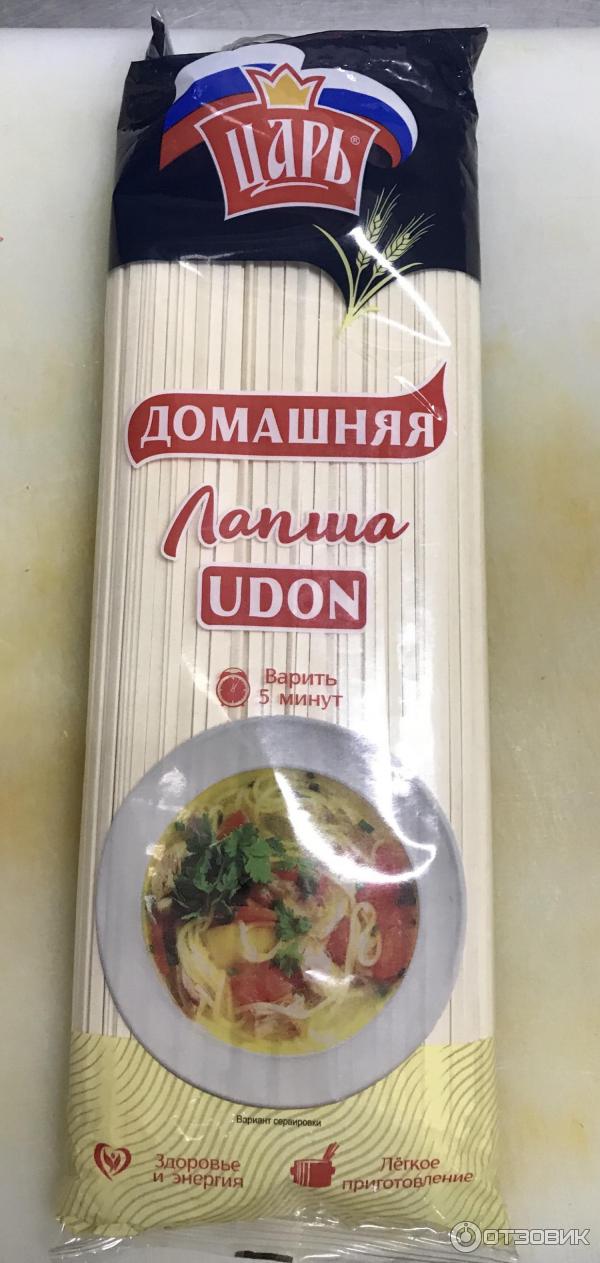 ЦАРЬ®
ДОМАШНЯЯ
Лапша
UDON
Варить
5 минут
Вариант сервировки
Здоровье
и энергия
Лёгкое
приготовление
ОТЗОВИК